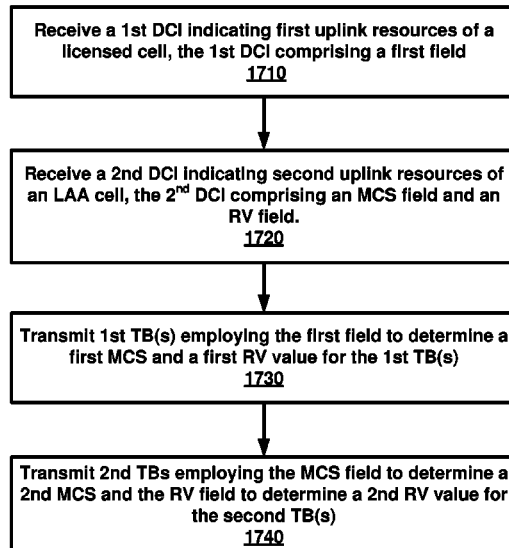 Receive a 1st DCI indicating first uplink resources of a
licensed cell, the 1st DCI comprising a first field
1710
Receive a 2nd DCI indicating second uplink resources of
an LAA cell, the 2nd DCI comprising an MCS field and an
RV field.
1720
Transmit 1st TB(s) employing the first field to determine a
first MCS and a first RV value for the 1st TB(s)
1730
Transmit 2nd TBs employing the MCS field to determine a
2nd MCS and the RV field to determine a 2nd RV value for
the second TB(s)
1740